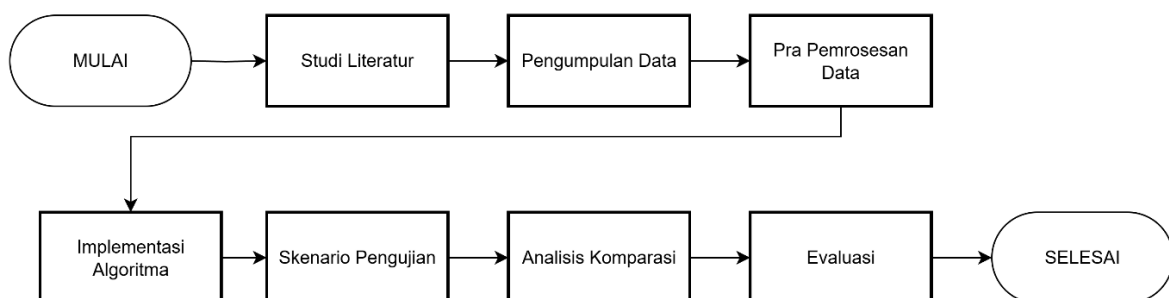 MULAI
Studi Literatur
Pengumpulan Data
Pra Pemrosesan
Data
Implementasi
Algoritma
Skenario Pengujian
Analisis Komparasi
Evaluasi
SELESAI